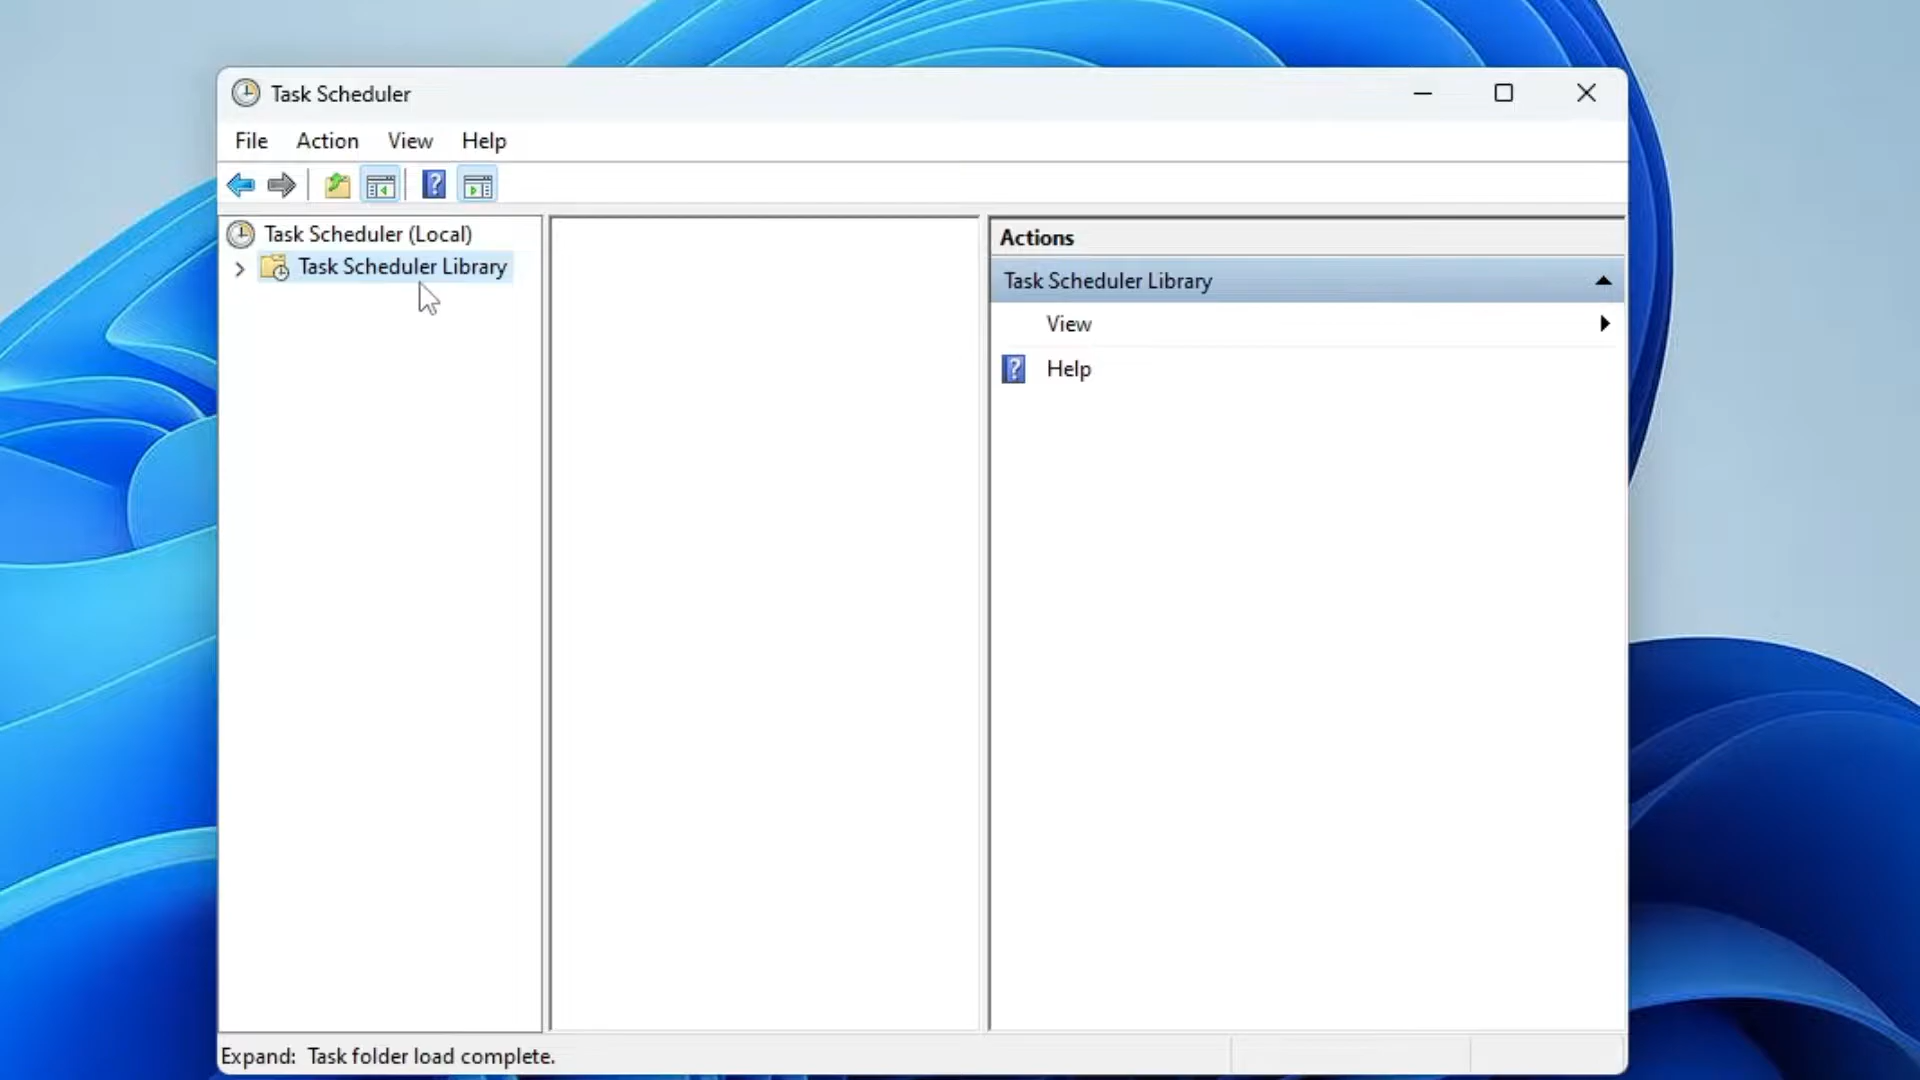 Task Scheduler
File Action View Help
Task Scheduler (Local)
Task Scheduler Library
Actions
Task Scheduler Library
View
Help
Expand: Task folder load complete.